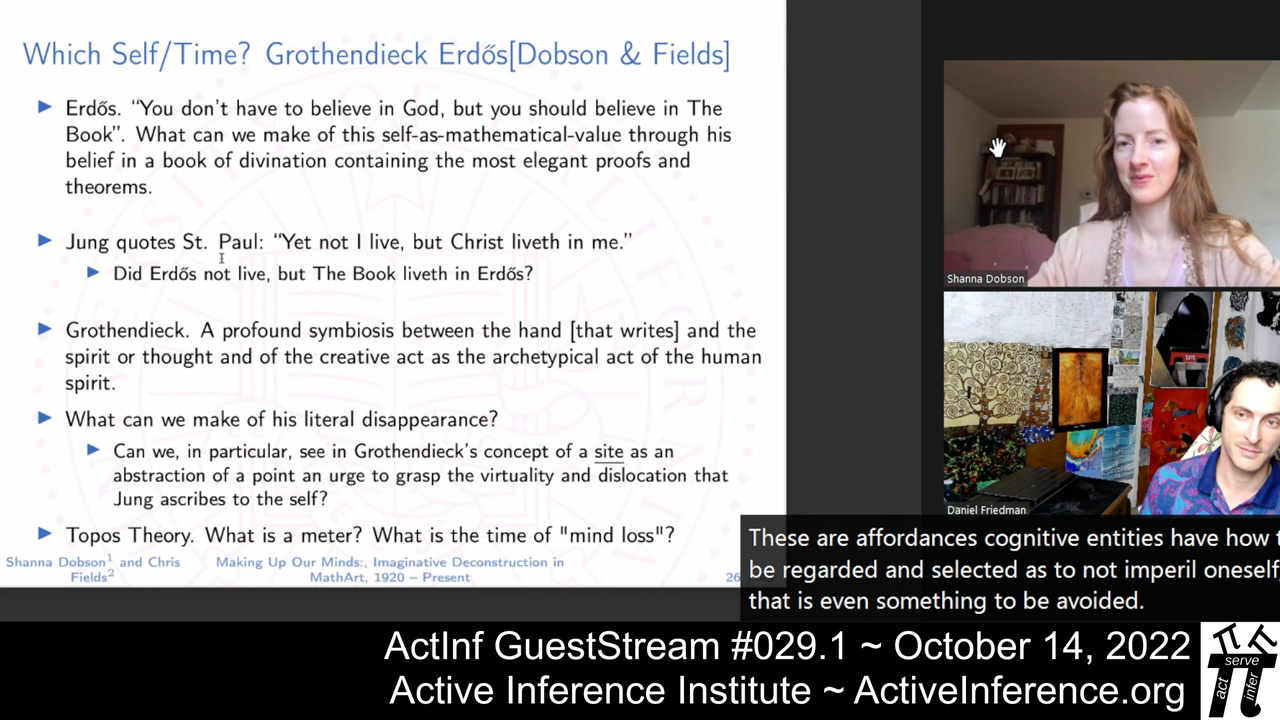 Which Self/Time? Grothendieck Erdős[Dobson & Fields]
Erdős. “You don’t have to believe in God, but you should believe in The
Book”. What can we make of this self-as-mathematical-value through his
belief in a book of divination containing the most elegant proofs and
theorems.
Jung quotes St. Paul: “Yet not I live, but Christ liveth in me.”
Did Erdős not live, but The Book liveth in Erdős?
Grothendieck. A profound symbiosis between the hand [that writes] and the
spirit or thought and of the creative act as the archetypical act of the human
spirit.
What can we make of his literal disappearance?
Can we, in particular, see in Grothendieck’s concept of a site as an
abstraction of a point an urge to grasp the virtuality and dislocation that
Jung ascribes to the self?
Topos Theory. What is a meter? What is the time of "mind loss"?
Shanna Dobson¹ and Chris
Fields²
Making Up Our Minds:, Imaginative Deconstruction in
MathArt, 1920 – Present
26
Shanna Dobson
Daniel Friedman
These are affordances cognitive entities have how
be regarded and selected as to not imperil oneself,
that is even something to be avoided.
ActInf GuestStream #029.1 ~ October 14, 2022
Active Inference Institute ~ ActiveInference.org
serve
act
infer